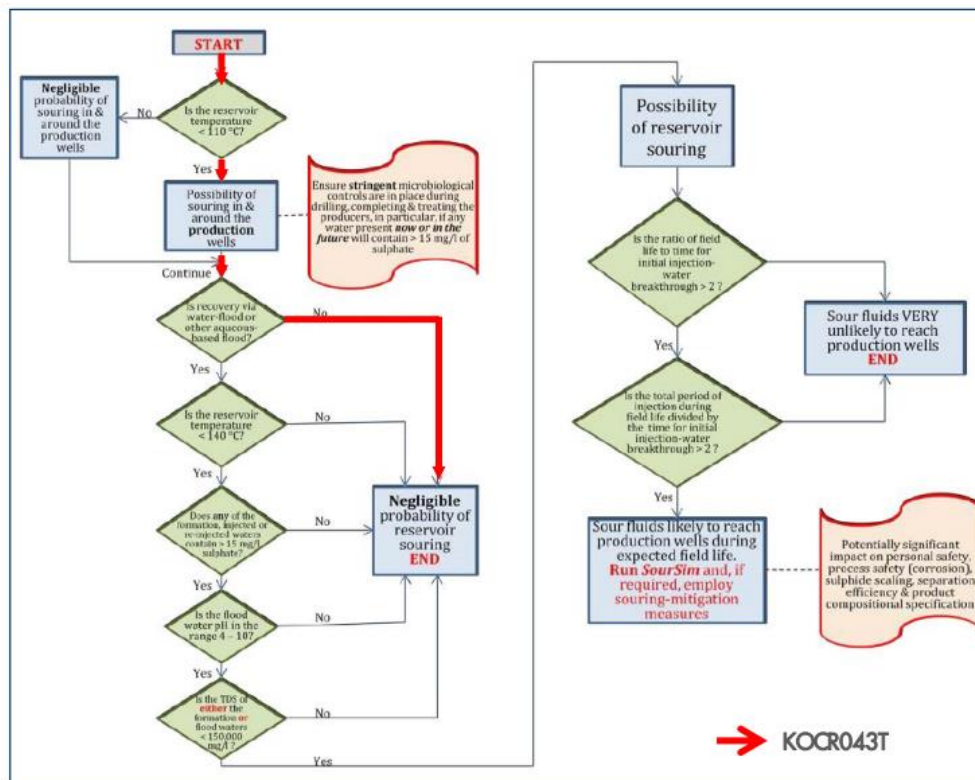 START
Is the reservoir
temperature
< 110 °C?
No
Negligible
probability of
souring in &
around the
production
wells
Yes
Possibility of
souring in &
around the
production
wells
Ensure stringent microbiological
controls are in place during
drilling, completing & treating the
producers, in particular, if any
water present now or in the
future will contain > 15 mg/l of
sulphate
Continue
Is recovery via
water-flood or
other aqueous-
based flood?
No
Yes
Is the reservoir
temperature
< 140 °C?
No
Yes
Does any of the
formation, injected or
re-injected waters
contain > 15 mg/l
sulphate?
No
Negligible
probability of
reservoir
souring
END
Yes
Is the flood
water pH in the
range 4 – 10?
No
Yes
Is the TDS of
either the
formation or
flood waters
< 150,000
mg/l ?
No
Yes
Possibility
of reservoir
souring
Is the ratio of field
life to time for
initial injection-
water
breakthrough > 2 ?
Sour fluids VERY
unlikely to reach
production wells
END
Yes
Is the total period of
injection during
field life divided by
the time for initial
injection-water
breakthrough > 2 ?
Yes
Sour fluids likely to reach
production wells during
expected field life.
Run SourSim and, if
required, employ
souring-mitigation
measures
Potentially significant
impact on personal safety,
process safety (corrosion),
sulphide scaling, separation
efficiency & product
compositional specification
KOCR043T